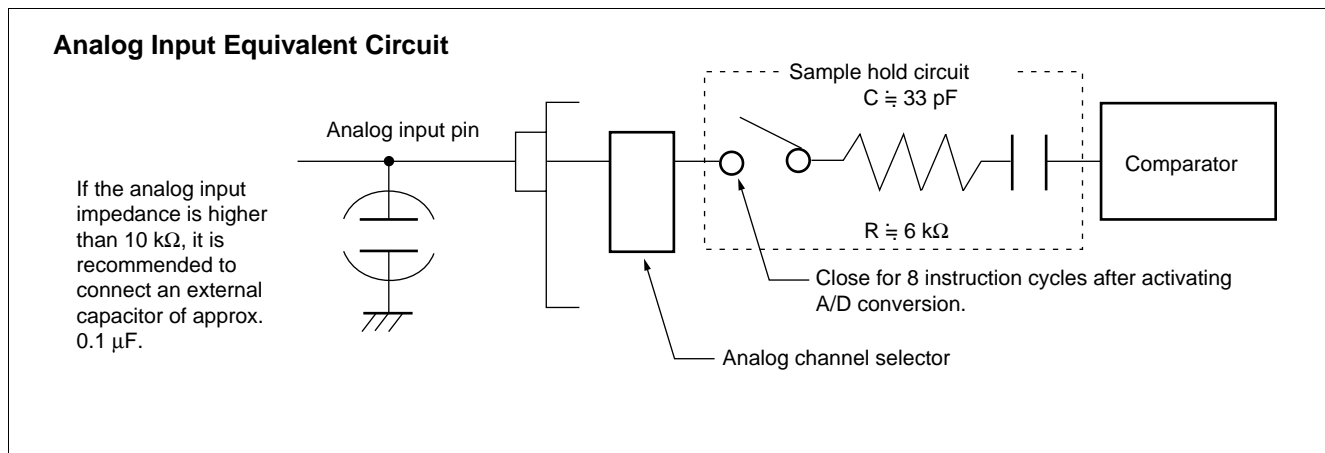 Analog Input Equivalent Circuit
Sample hold circuit
C ≒ 33 pF
Analog input pin
Comparator
If the analog input
impedance is higher
than 10 kΩ, it is
recommended to
connect an external
capacitor of approx.
0.1 µF.
R ≒ 6 kΩ
Close for 8 instruction cycles after activating
A/D conversion.
Analog channel selector